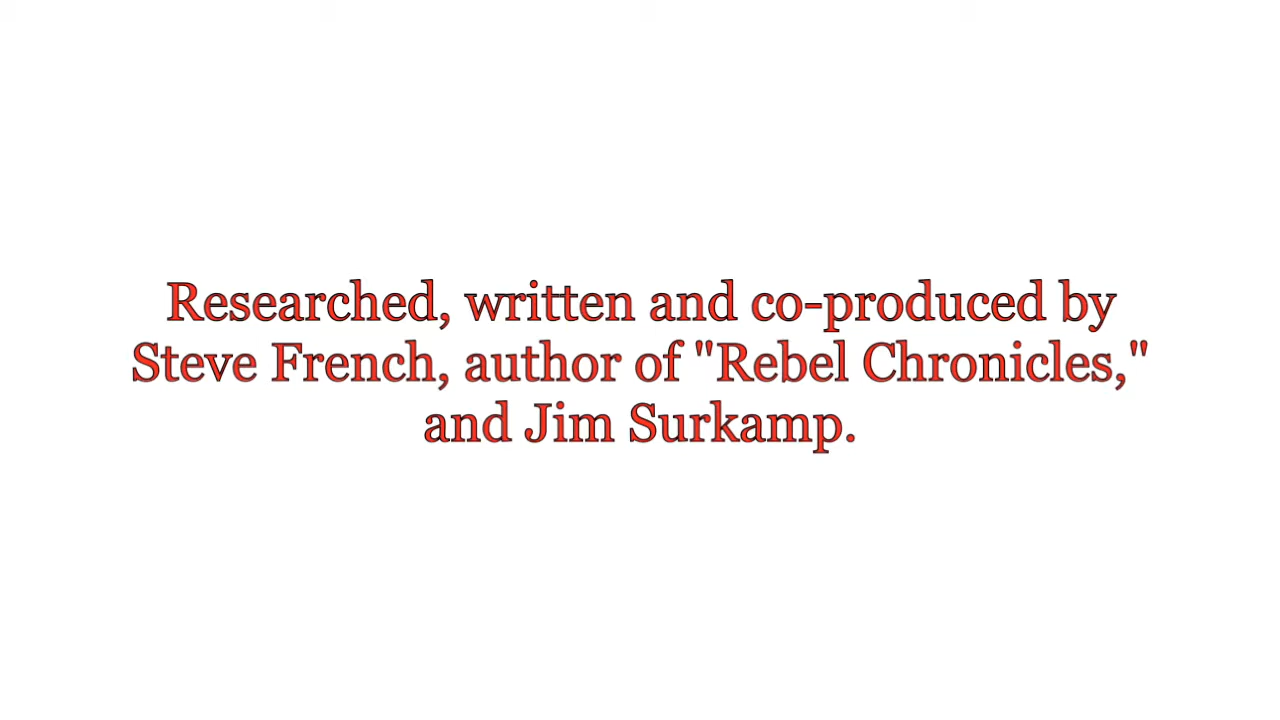 Researched, written and co-produced by
Steve French, author of "Rebel Chronicles,"
and Jim Surkamp.